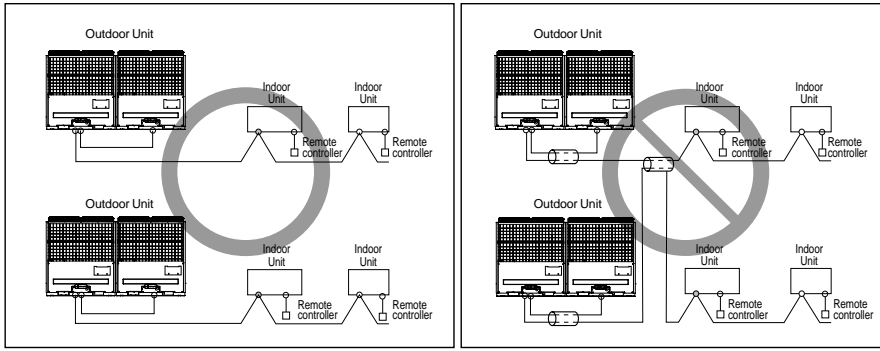 Outdoor Unit
Indoor
Unit
Indoor
Unit
Remote
controller
Remote
controller
Outdoor Unit
Indoor
Unit
Indoor
Unit
Remote
controller
Remote
controller
Outdoor Unit
Indoor
Unit
Indoor
Unit
Remote
controller
Remote
controller
Outdoor Unit
Indoor
Unit
Indoor
Unit
Remote
controller
Remote
controller